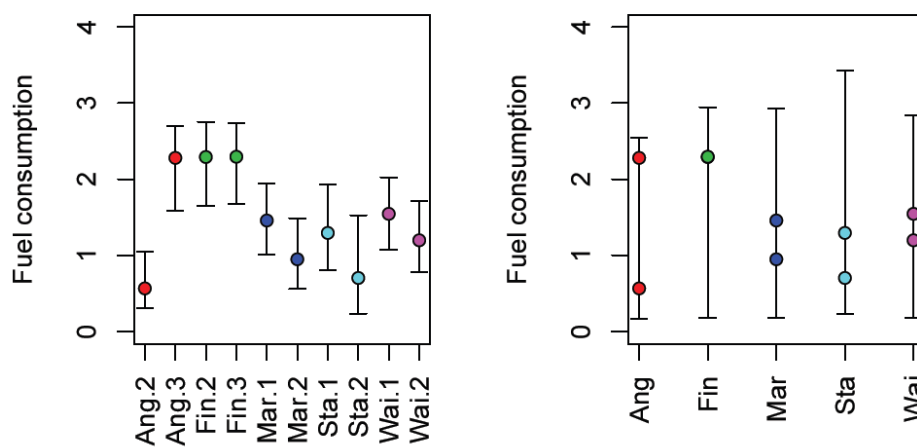 Fuel consumption
4
3
2
1
0
Ang.2
Ang.3
Fin.2
Fin.3
Mar.1
Mar.2
Sta.1
Sta.2
Wai.1
Wai.2
Fuel consumption
4
3
2
1
0
Ang
Fin
Mar
Sta
Wai